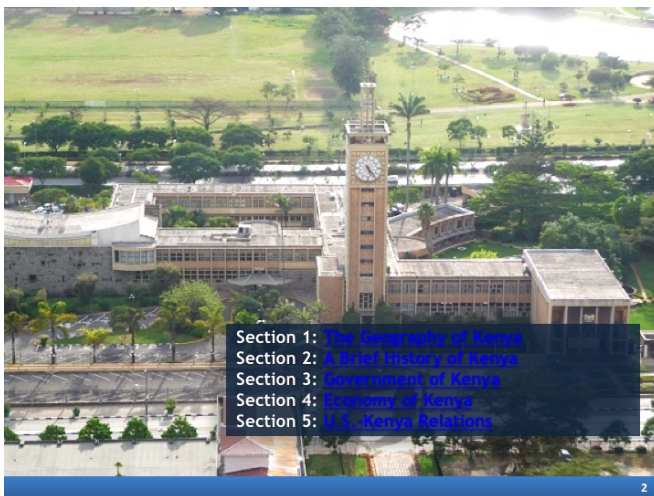 Section 1: The Geography of Kenya
Section 2: A Brief History of Kenya
Section 3: Government of Kenya
Section 4: Economy of Kenya
Section 5: U.S.-Kenya Relations
2